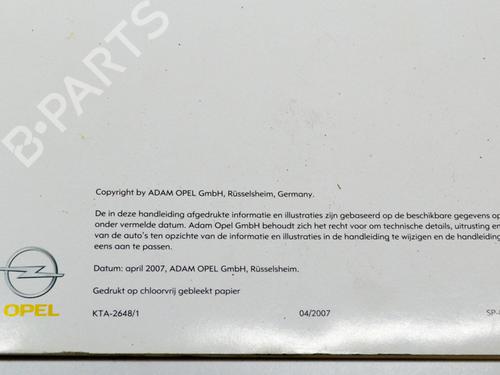 B-PARTS
Copyright by ADAM OPEL GmbH, Rüsselsheim, Germany.
De in deze handleiding afgedrukte informatie en illustraties zijn gebaseerd op de beschikbare gegevens op
onder vermelde datum. Adam Opel GmbH behoudt zich het recht voor om technische details, uitrusting en
van de auto's ten opzichte van de informatie en illustraties in de handleiding te wijzigen en de handleiding
eens aan te passen.
Datum: april 2007, ADAM OPEL GmbH, Rüsselsheim.
Gedrukt op chloorvrij gebleekt papier
OPEL
KTA-2648/1 04/2007